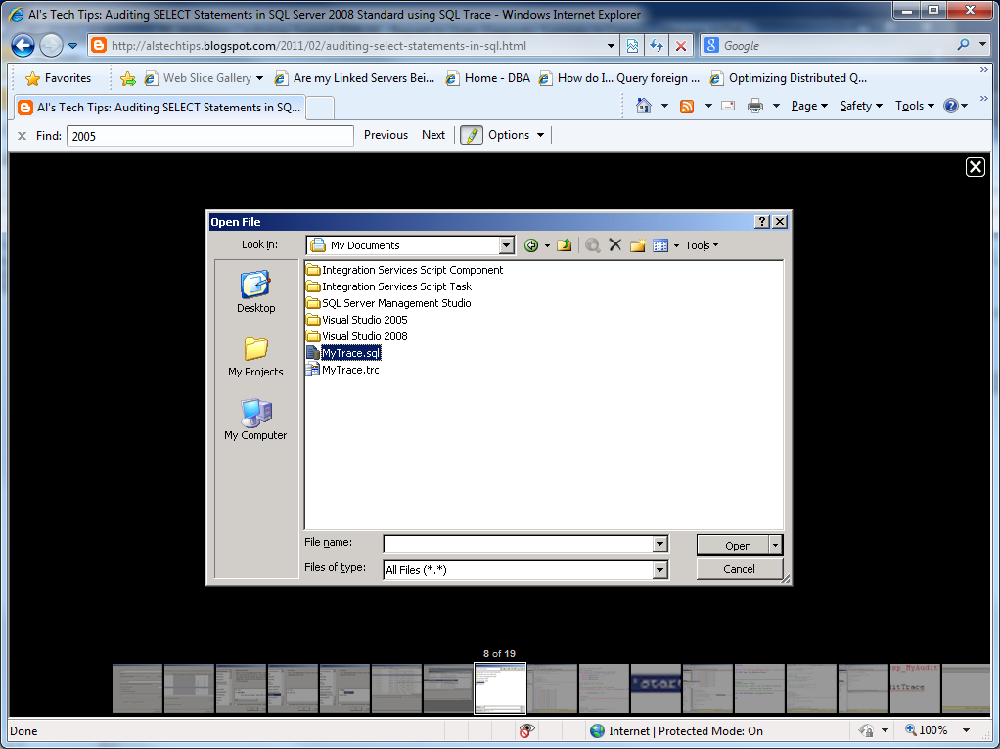 Al's Tech Tips: Auditing SELECT Statements in SQL Server 2008 Standard using SQL Trace - Windows Internet Explorer
http://alstechtips.blogspot.com/2011/02/auditing-select-statements-in-sql.html
Google
Favorites Web Slice Gallery Are my Linked Servers Bei... Home - DBA How do I... Query foreign ... Optimizing Distributed Q...
Al's Tech Tips: Auditing SELECT Statements in SQ...
Page Safety Tools
x Find: 2005 Previous Next Options
Open File
Look in: My Documents Tools
Integration Services Script Component
Integration Services Script Task
SQL Server Management Studio
Visual Studio 2005
Visual Studio 2008
MyTrace.sql
MyTrace.trc
Desktop
My Projects
My Computer
File name: Open
Files of type: All Files (*.*) Cancel
8 of 19
'start
sp_MyAudit
ditTrace
Done Internet | Protected Mode: On 100%